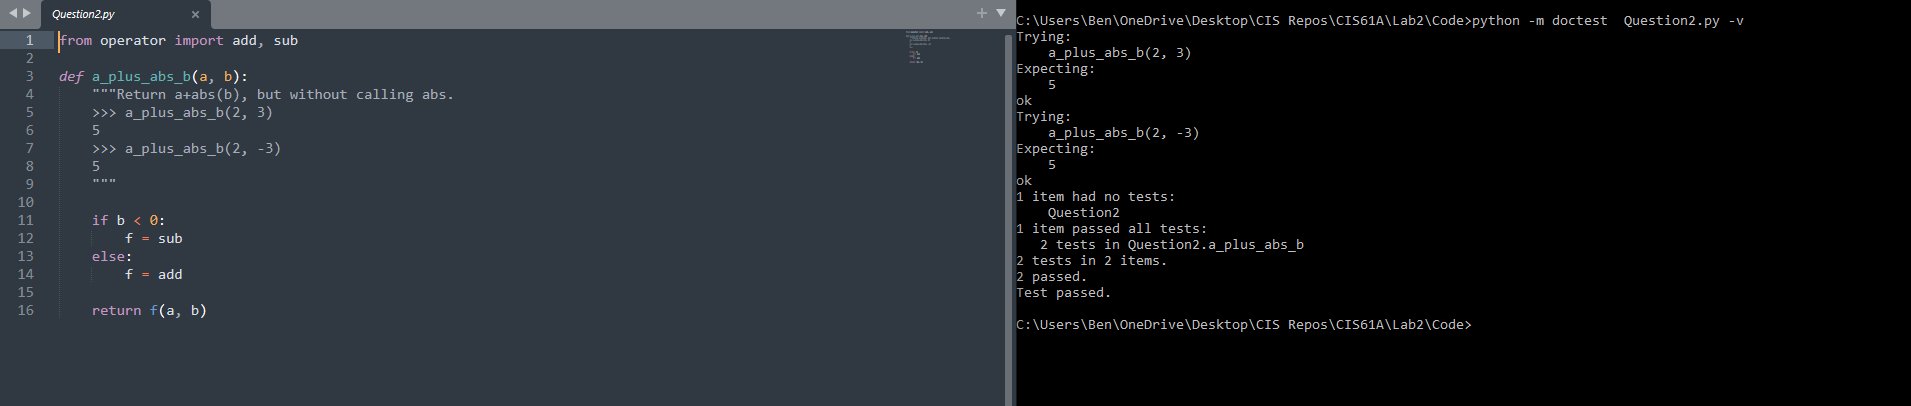 Question2.py
1 from operator import add, sub
2
3 def a_plus_abs_b(a, b):
4 """Return a+abs(b), but without calling abs.
5 >>> a_plus_abs_b(2, 3)
6 5
7 >>> a_plus_abs_b(2, -3)
8 5
9 """
10
11 if b < 0:
12 f = sub
13 else:
14 f = add
15
16 return f(a, b)
C:\Users\Ben\OneDrive\Desktop\CIS Repos\CIS61A\Lab2\Code>python -m doctest  Question2.py -v
Trying:
    a_plus_abs_b(2, 3)
Expecting:
    5
ok
Trying:
    a_plus_abs_b(2, -3)
Expecting:
    5
ok
1 item had no tests:
    Question2
1 item passed all tests:
   2 tests in Question2.a_plus_abs_b
2 tests in 2 items.
2 passed.
Test passed.
C:\Users\Ben\OneDrive\Desktop\CIS Repos\CIS61A\Lab2\Code>